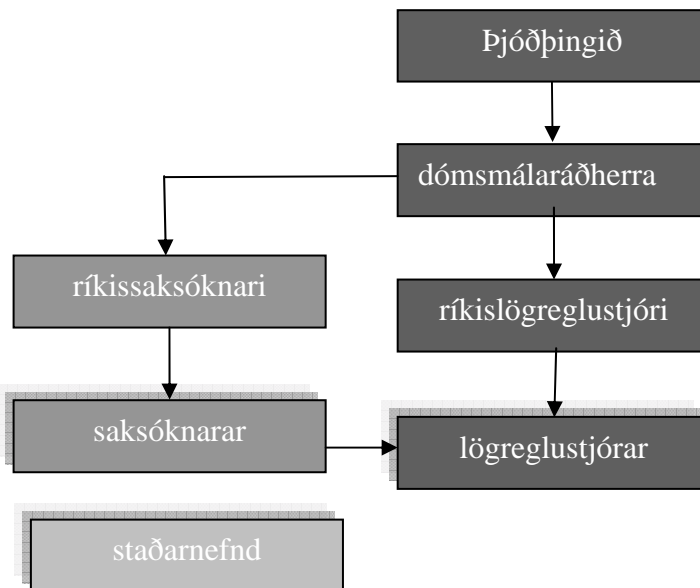 Þjóðþingið
dómsmálaráðherra
ríkissaksóknari
ríkislögreglustjóri
saksóknarar
lögreglustjórar
staðarnefnd